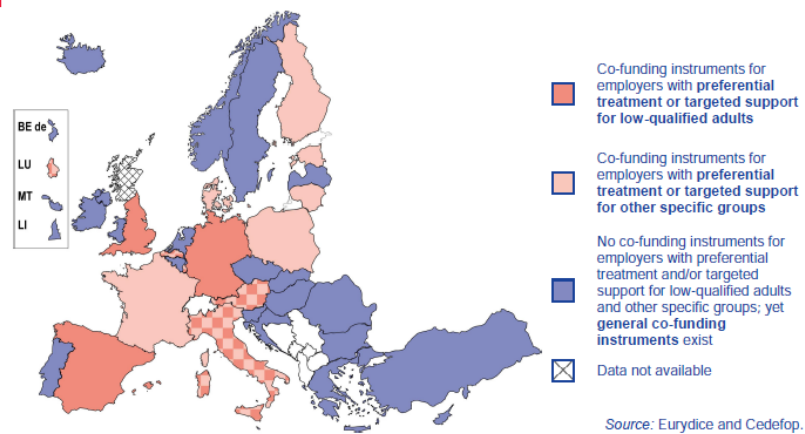 BE de
LU
MT
LI
Co-funding instruments for
employers with preferential
treatment or targeted support
for low-qualified adults
Co-funding instruments for
employers with preferential
treatment or targeted support
for other specific groups
No co-funding instruments for
employers with preferential
treatment and/or targeted
support for low-qualified adults
and other specific groups; yet
general co-funding
instruments exist
Data not available
Source: Eurydice and Cedefop.